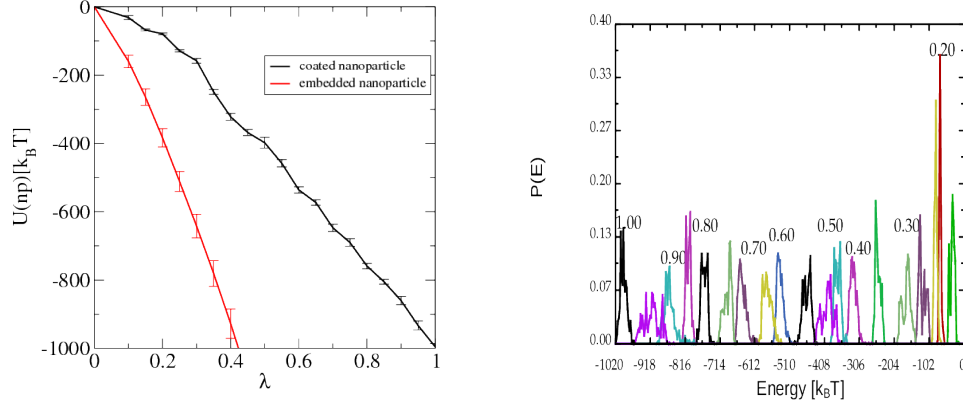 0
-200
-400
-600
-800
-1000
U(np)[k_BT]
coated nanoparticle
embedded nanoparticle
0 0.2 0.4 0.6 0.8 1
λ
0.40
0.33
0.27
0.20
0.13
0.07
0.00
P(E)
0.20
1.00 0.80 0.50 0.30
0.90 0.70 0.60 0.40
-1020 -918 -816 -714 -612 -510 -408 -306 -204 -102 0
Energy [k_BT]